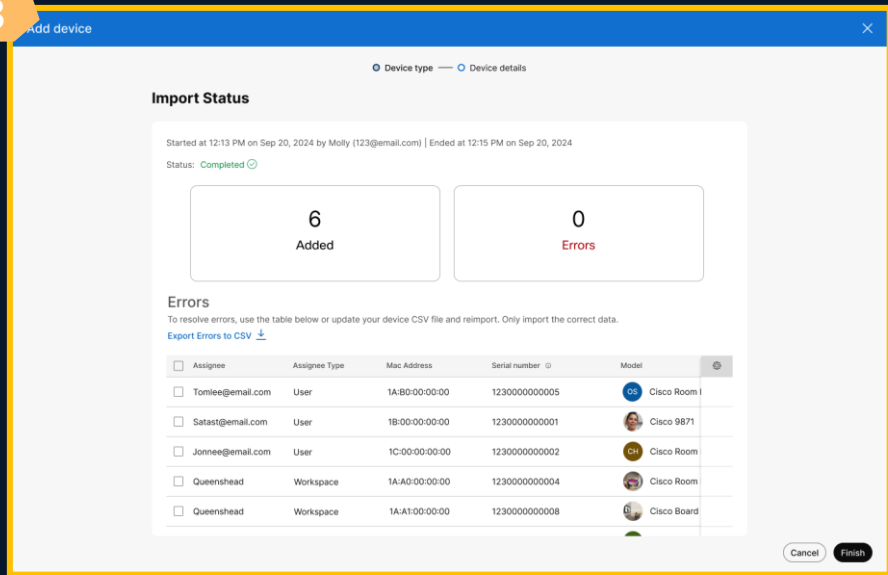 3
Add device
Device type
Device details
Import Status
Started at 12:13 PM on Sep 20, 2024 by Molly (123@email.com) | Ended at 12:15 PM on Sep 20, 2024
Status: Completed
6
Added
0
Errors
Errors
To resolve errors, use the table below or update your device CSV file and reimport. Only import the correct data.
Export Errors to CSV
Assignee Assignee Type Mac Address Serial number Model
Tomlee@email.com User 1A:B0:00:00:00 1230000000005 OS Cisco Room
Satast@email.com User 1B:00:00:00:00 1230000000001 Cisco 9871
Jonnee@email.com User 1C:00:00:00:00 1230000000002 CH Cisco Room
Queenshead Workspace 1A:A0:00:00:00 1230000000004 Cisco Room
Queenshead Workspace 1A:A1:00:00:00 1230000000008 Cisco Board
Cancel Finish